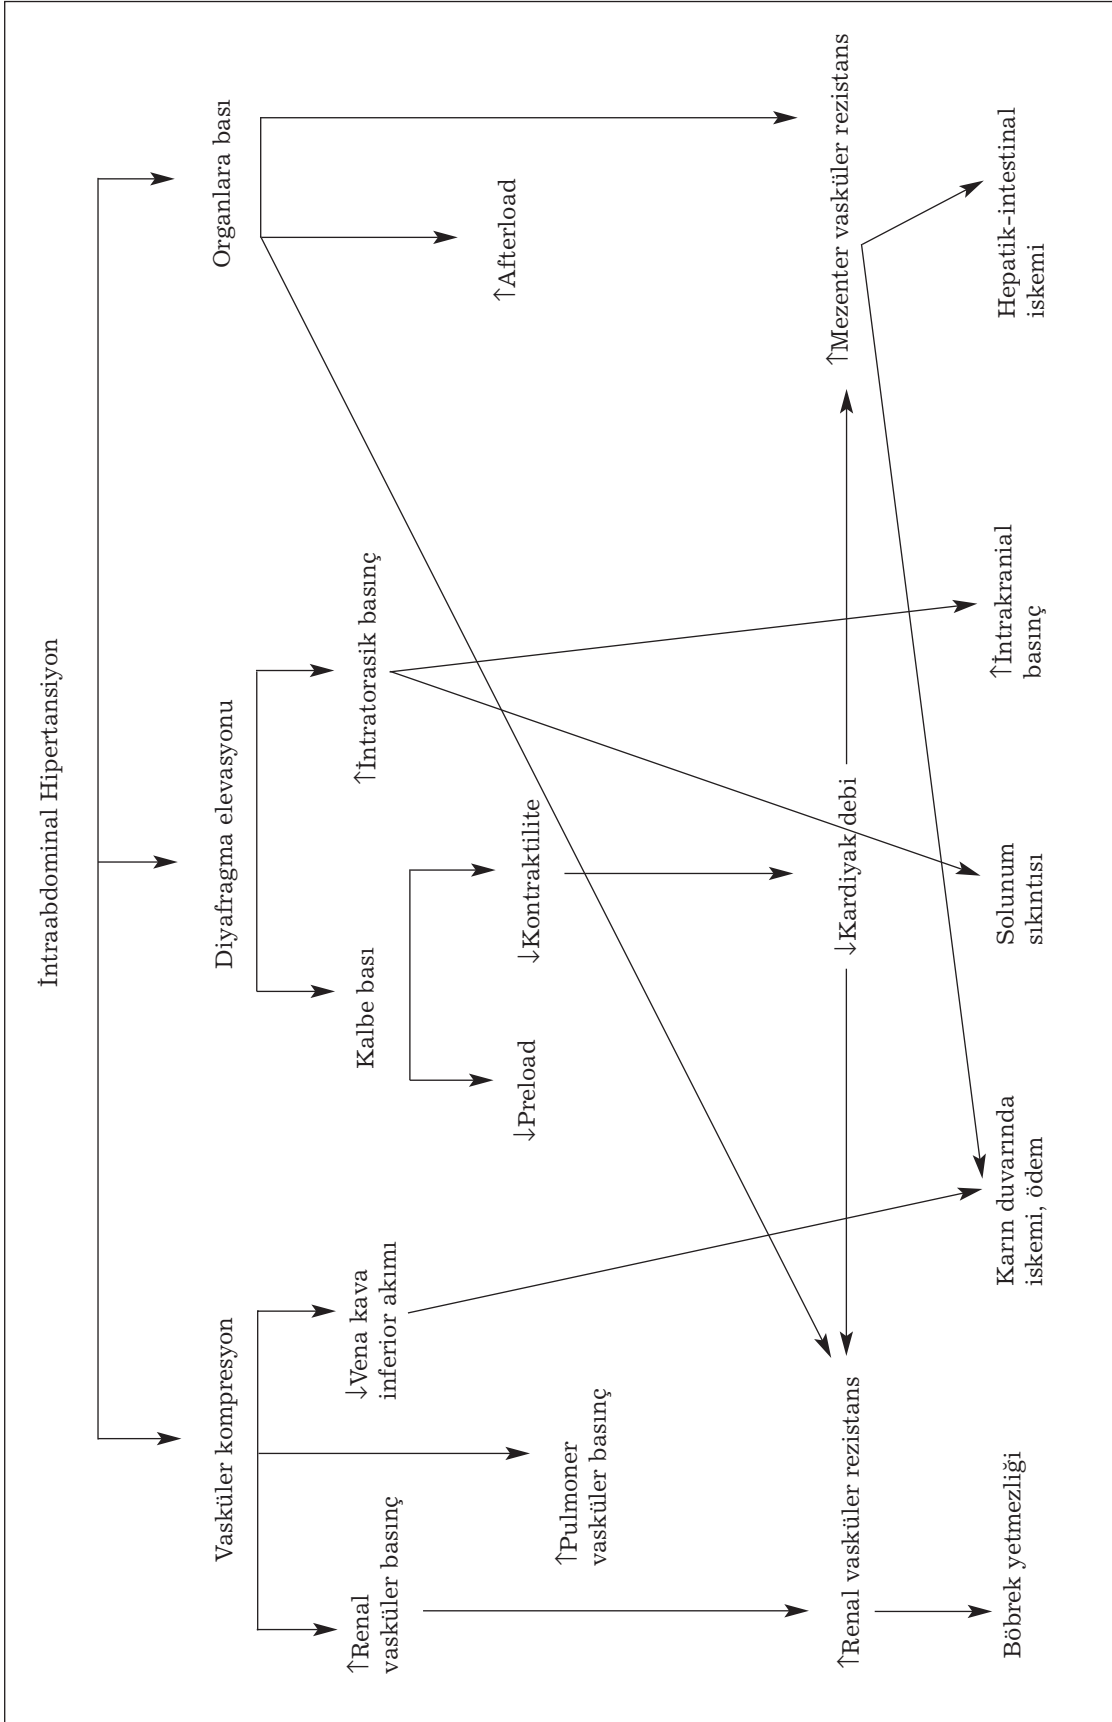 İntraabdominal Hipertansiyon
Vasküler kompresyon
Diyafragma elevasyonu
Organlara bası
↑Renal
vasküler basınç
↓Vena kava
inferior akımı
Kalbe bası
↑İntratorasik basınç
↓Preload
↓Kontraktilite
↑Afterload
↑Pulmoner
vasküler basınç
↑Renal vasküler rezistans
↓Kardiyak debi
↑Mezenter vasküler rezistans
Böbrek yetmezliği
Karın duvarında
iskemi, ödem
Solunum
sıkıntısı
↑İntrakranial
basınç
Hepatik-intestinal
iskemi